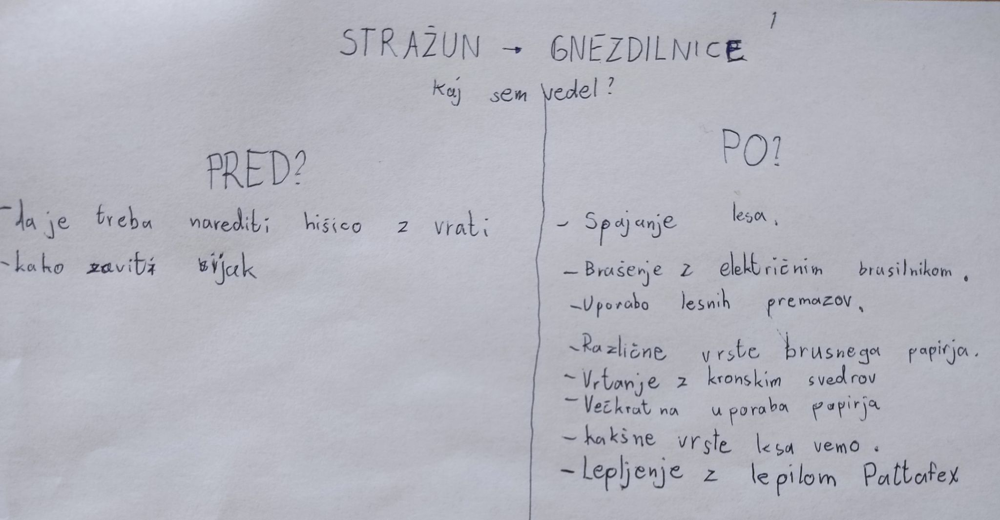 1
STRAŽUN → GNEZDILNICE
Kaj sem vedel?
PRED?
- da je treba narediti hišico z vrati
- kako zaviti vijak
PO?
- Spajanje lesa.
- Brušenje z električnim brusilnikom.
- Uporabo lesnih premazov.
- Različne vrste brusnega papirja.
- Vrtanje z kronskim svedrov
- Večkratna uporaba papirja
- kakšne vrste lesa vemo.
- Lepljenje z lepilom Pattafex